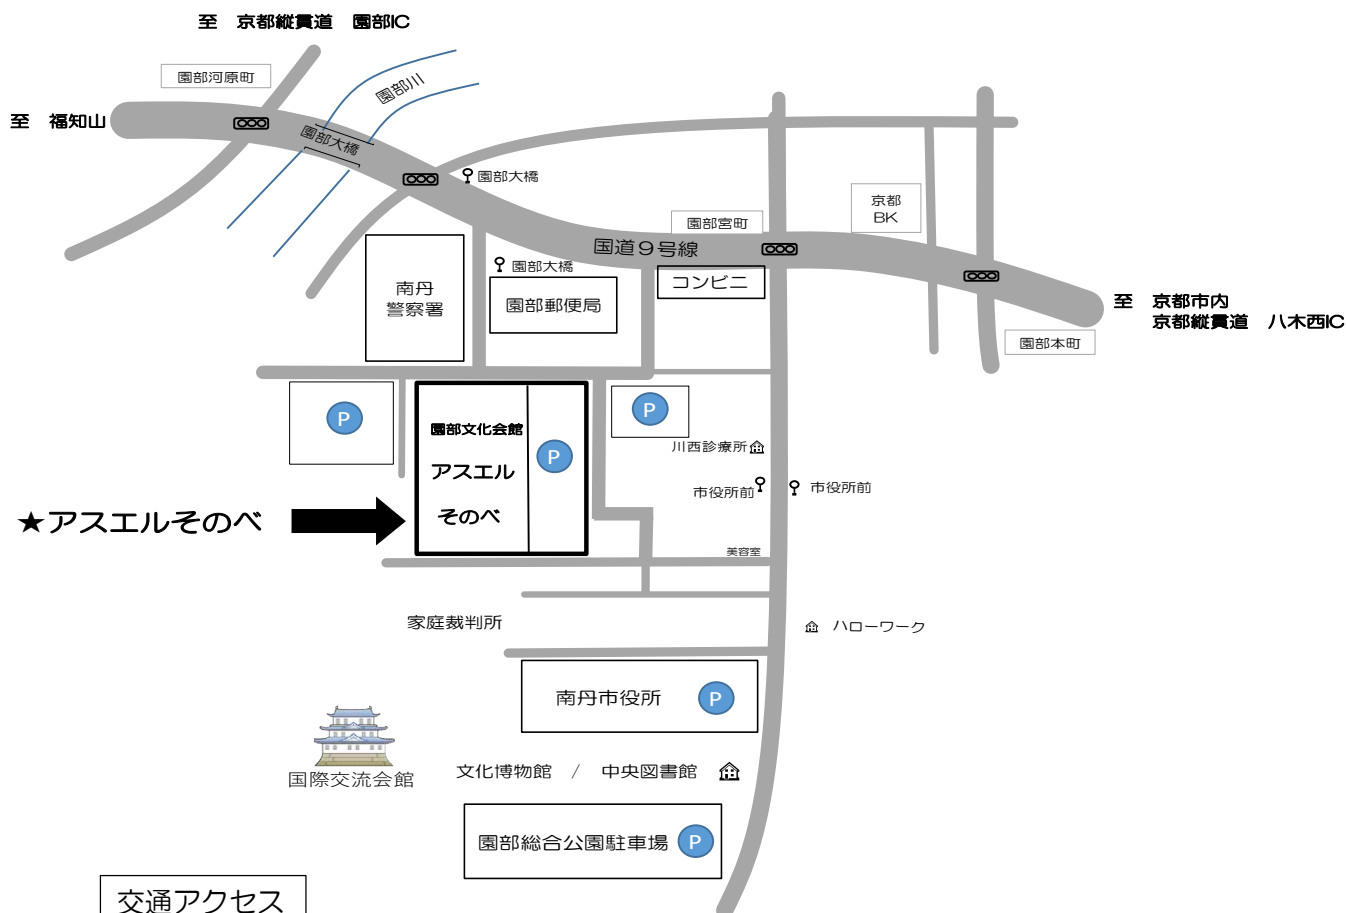 至　京都縦貫道　園部IC
園部河原町
園部川
至　福知山
園部大橋
園部大橋
京都
BK
園部宮町
国道９号線
園部大橋
コンビニ
南丹
警察署
園部郵便局
至　京都市内
京都縦貫道　八木西IC
園部本町
P
P
園部文化会館
アスエル
そのべ
P
川西診療所
市役所前
市役所前
★アスエルそのべ
美容室
家庭裁判所
ハローワーク
南丹市役所
P
国際交流会館
文化博物館　/　中央図書館
園部総合公園駐車場
P
交通アクセス